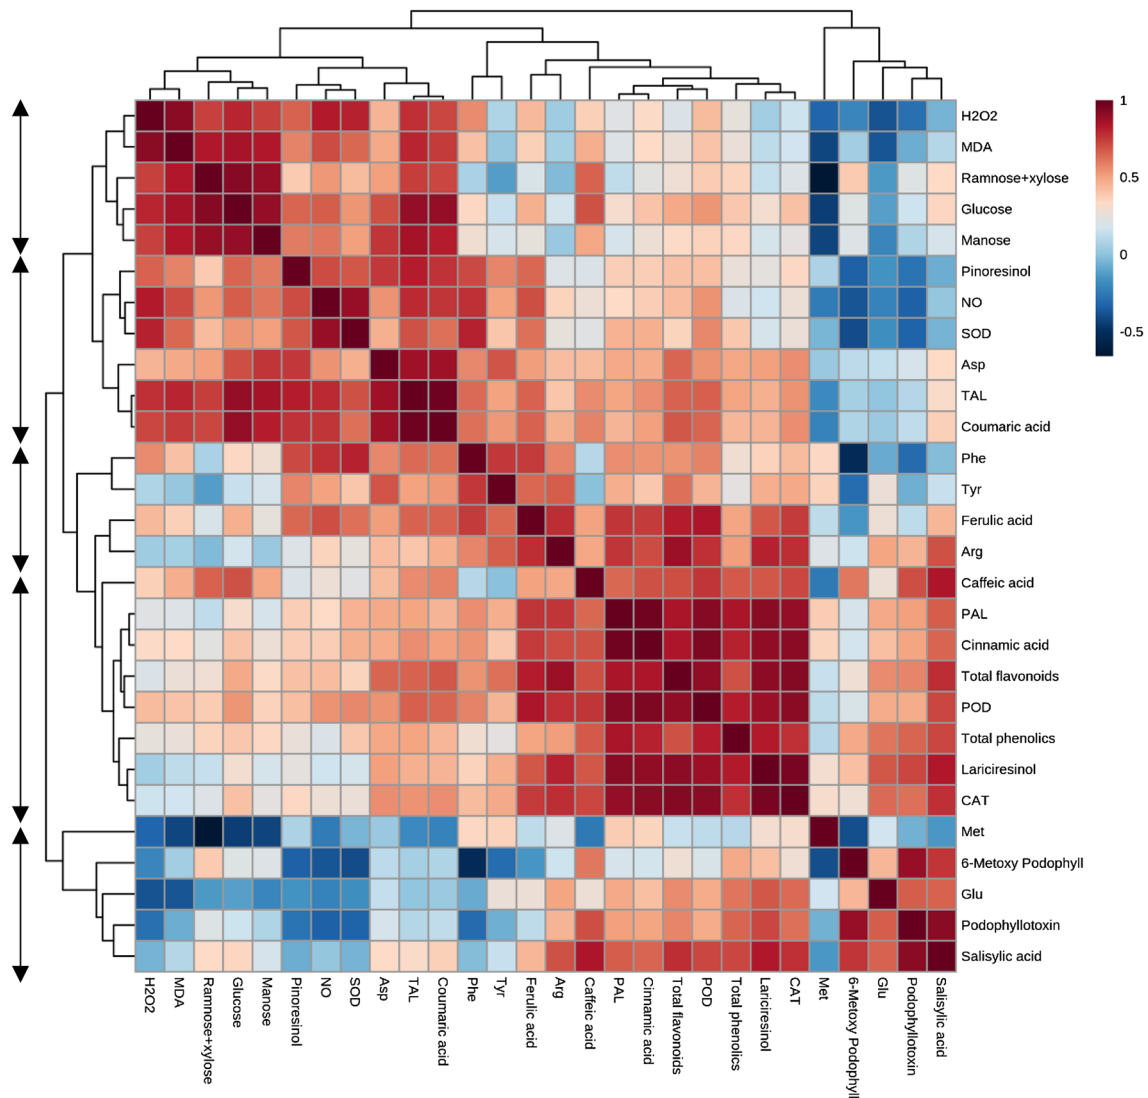 1
0.5
0
-0.5
H2O2
MDA
Ramnose+xylose
Glucose
Manose
Pinoresinol
NO
SOD
Asp
TAL
Coumaric acid
Phe
Tyr
Ferulic acid
Arg
Caffeic acid
PAL
Cinnamic acid
Total flavonoids
POD
Total phenolics
Lariciresinol
CAT
Met
6-Metoxy Podophyll
Glu
Podophyllotoxin
Salisylic acid
H2O2
MDA
Ramnose+xylose
Glucose
Manose
Pinoresinol
NO
SOD
Asp
TAL
Coumaric acid
Phe
Tyr
Ferulic acid
Arg
Caffeic acid
PAL
Cinnamic acid
Total flavonoids
POD
Total phenolics
Lariciresinol
CAT
Met
6-Metoxy Podophyll
Glu
Podophyllotoxin
Salisylic acid